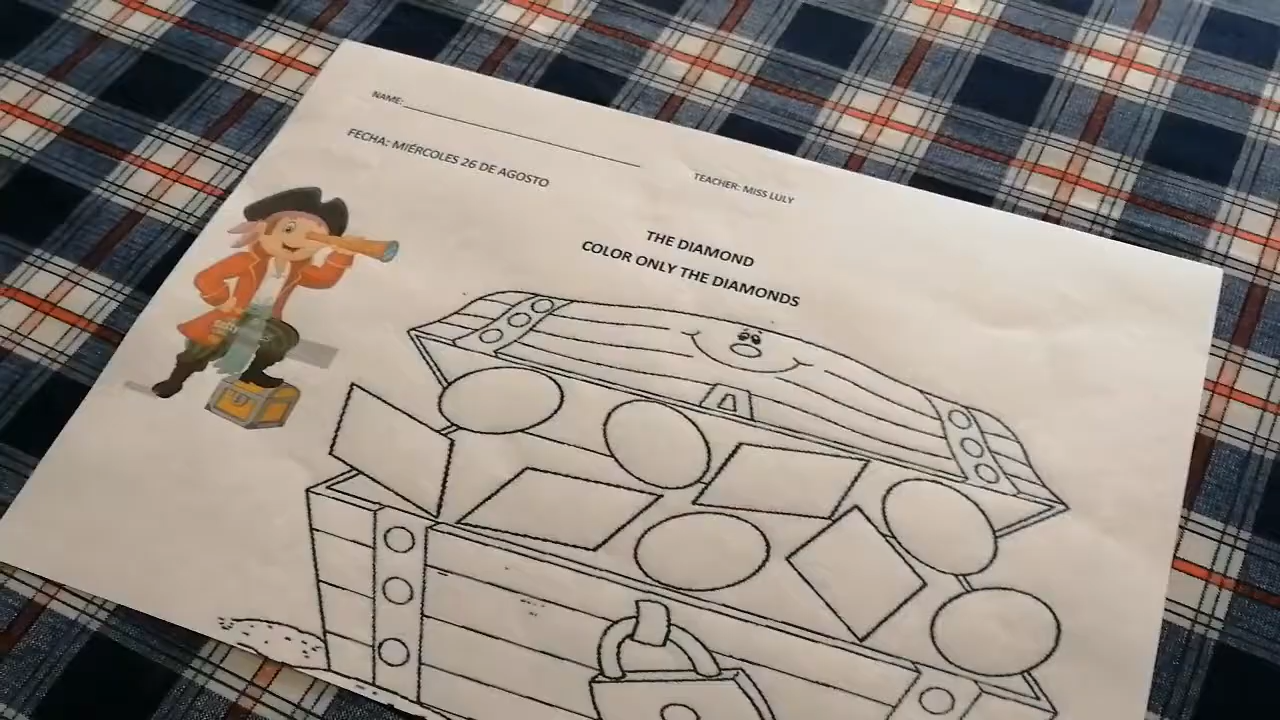 NAME:
FECHA: MIÉRCOLES 26 DE AGOSTO
TEACHER: MISS LULY
THE DIAMOND
COLOR ONLY THE DIAMONDS